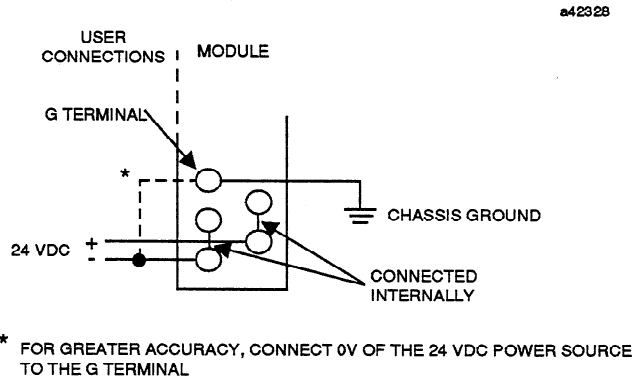 a42328
USER
CONNECTIONS
MODULE
G TERMINAL
*
CHASSIS GROUND
24 VDC
+
-
CONNECTED
INTERNALLY
* FOR GREATER ACCURACY, CONNECT 0V OF THE 24 VDC POWER SOURCE
TO THE G TERMINAL